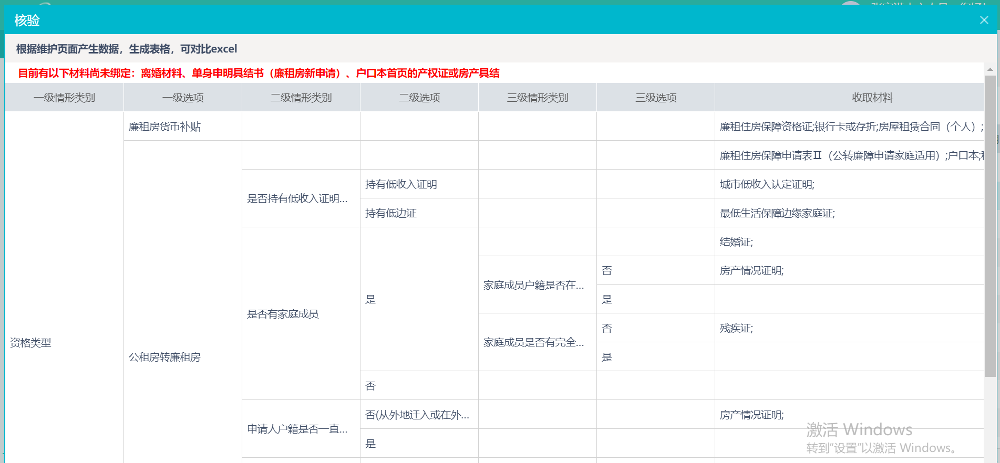 核验
根据维护页面产生数据，生成表格，可对比excel
目前有以下材料尚未绑定：离婚材料、单身申明具结书（廉租房新申请）、户口本首页的产权证或房产具结
一级情形类别 一级选项 二级情形类别 二级选项 三级情形类别 三级选项 收取材料
廉租房货币补贴 廉租住房保障资格证;银行卡或存折;房屋租赁合同（个人）;
廉租住房保障申请表Ⅱ（公转廉障申请家庭适用）;户口本;
持有低收入证明 城市低收入认定证明;
是否持有低收入证明...
持有低边证 最低生活保障边缘家庭证;
结婚证;
否 房产情况证明;
家庭成员户籍是否在...
是 是
是否有家庭成员
否 残疾证;
资格类型 家庭成员是否有完全...
公租房转廉租房 是
否
否(从外地迁入或在外... 房产情况证明;
申请人户籍是否一直...
是
激活 Windows
转到“设置”以激活 Windows。